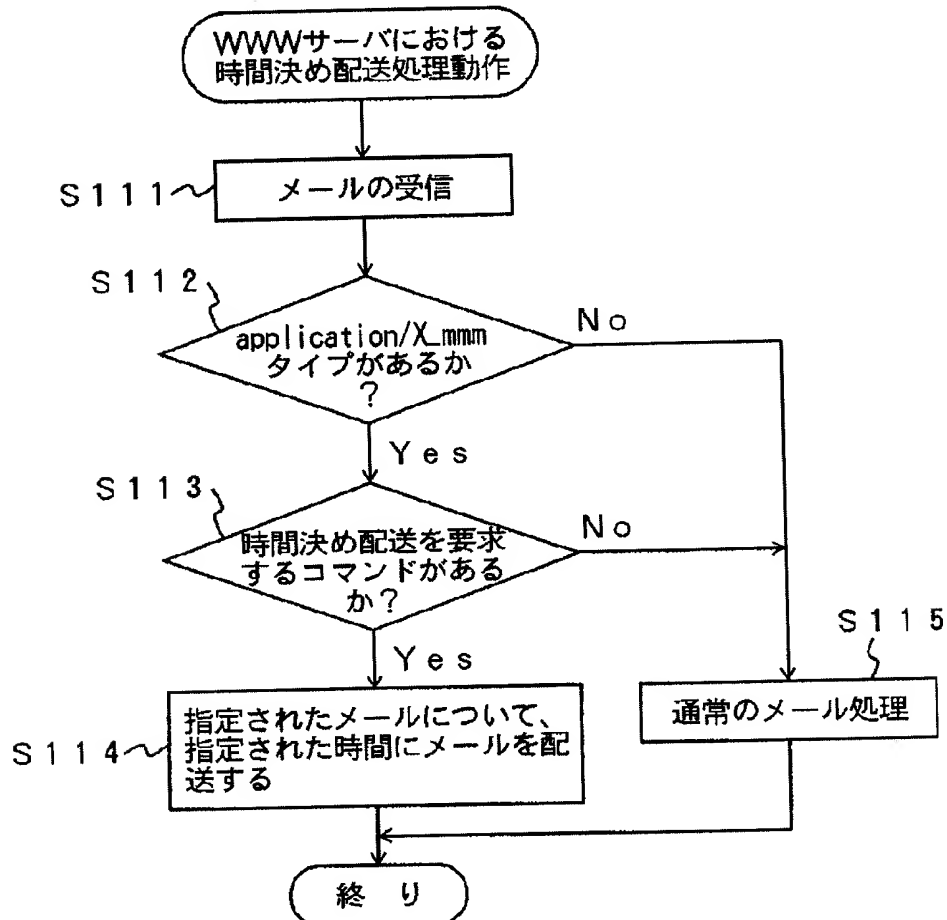 WWWサーバにおける
時間決め配送処理動作
S111
メールの受信
S112
application/X_mmm
タイプがあるか
?
No
Yes
S113
時間決め配送を要求
するコマンドがある
か?
No
Yes
S115
通常のメール処理
S114
指定されたメールについて、
指定された時間にメールを配
送する
終り